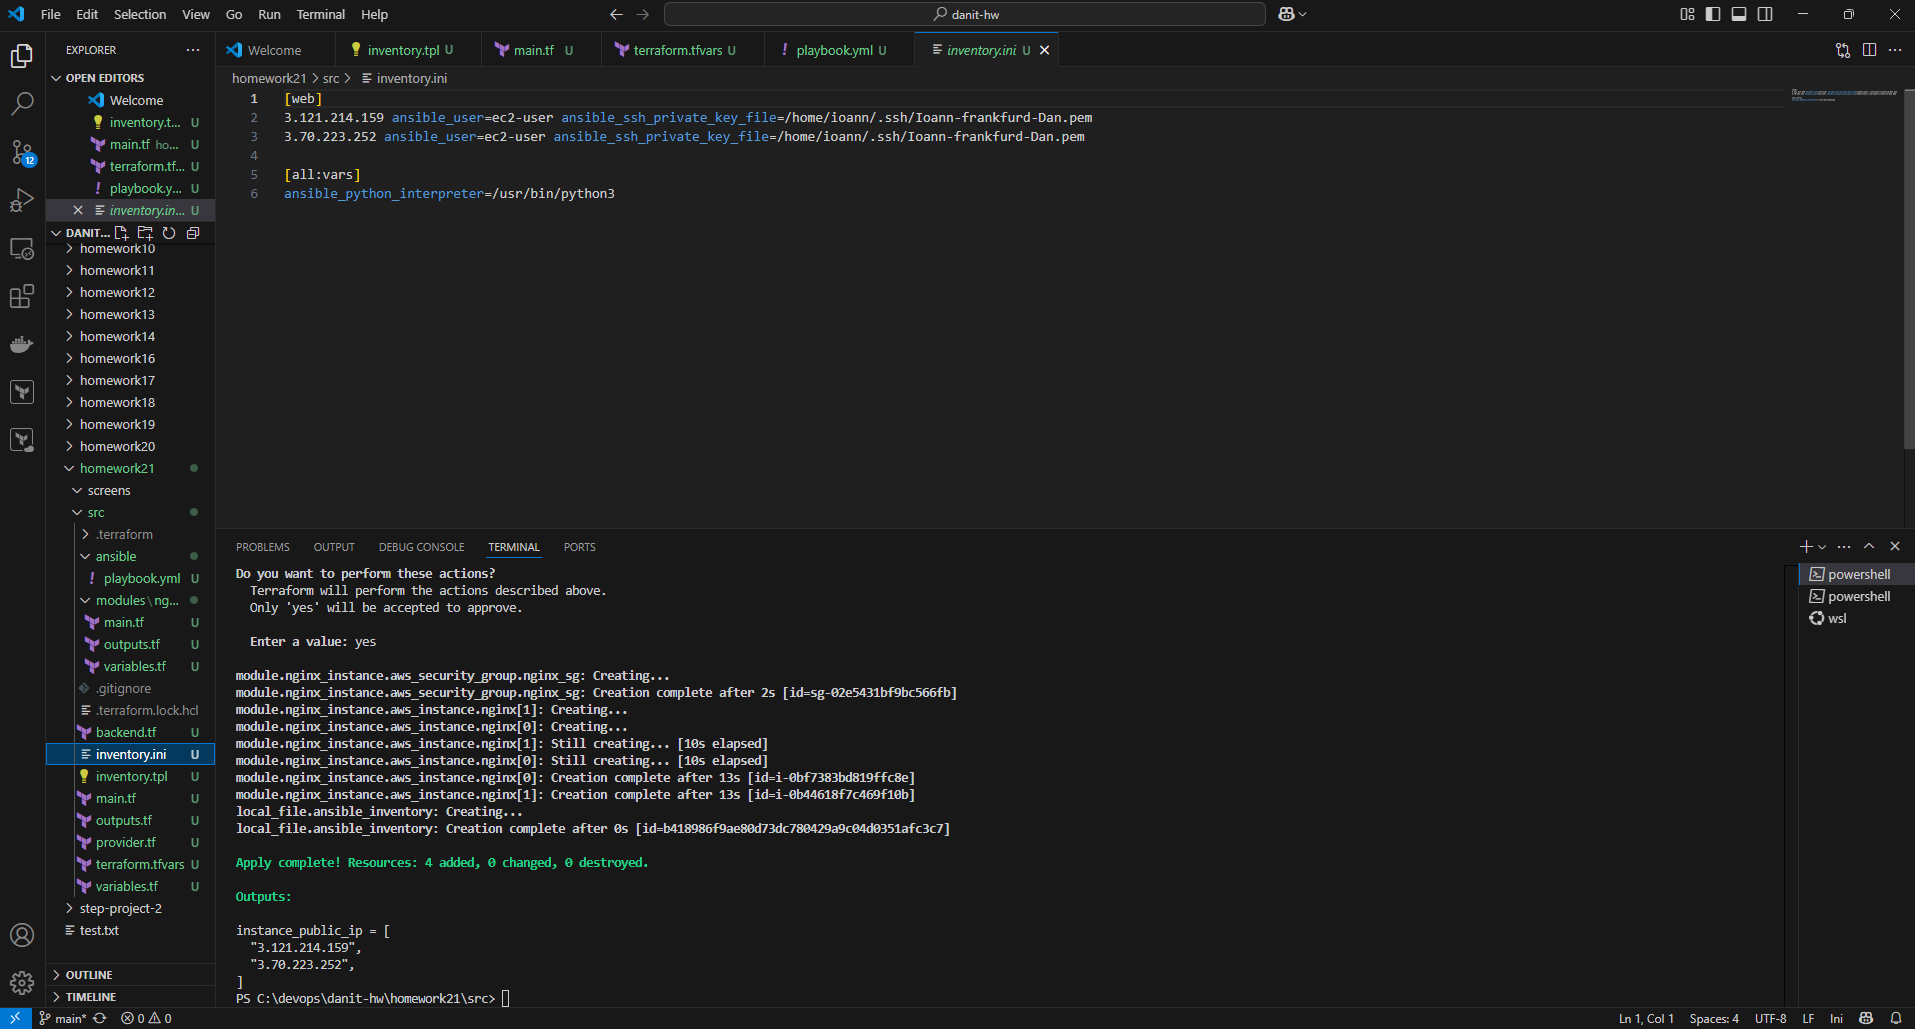 File Edit Selection View Go Run Terminal Help
danit-hw
EXPLORER
OPEN EDITORS
Welcome
inventory.t... U
main.tf ho... U
terraform.tf... U
playbook.y... U
inventory.in... U
DANIT...
homework10
homework11
homework12
homework13
homework14
homework16
homework17
homework18
homework19
homework20
homework21
screens
src
.terraform
ansible
playbook.yml U
modules\ng...
main.tf U
outputs.tf U
variables.tf U
.gitignore
.terraform.lock.hcl
backend.tf U
inventory.ini U
inventory.tpl U
main.tf U
outputs.tf U
provider.tf U
terraform.tfvars U
variables.tf U
step-project-2
test.txt
OUTLINE
TIMELINE
12
Welcome
inventory.tpl U
main.tf U
terraform.tfvars U
playbook.yml U
inventory.ini U
homework21 > src > inventory.ini
1 [web]
2 3.121.214.159 ansible_user=ec2-user ansible_ssh_private_key_file=/home/ioann/.ssh/Ioann-frankfurd-Dan.pem
3 3.70.223.252 ansible_user=ec2-user ansible_ssh_private_key_file=/home/ioann/.ssh/Ioann-frankfurd-Dan.pem
4
5 [all:vars]
6 ansible_python_interpreter=/usr/bin/python3
PROBLEMS OUTPUT DEBUG CONSOLE TERMINAL PORTS
Do you want to perform these actions?
Terraform will perform the actions described above.
Only 'yes' will be accepted to approve.
Enter a value: yes
module.nginx_instance.aws_security_group.nginx_sg: Creating...
module.nginx_instance.aws_security_group.nginx_sg: Creation complete after 2s [id=sg-02e5431bf9bc566fb]
module.nginx_instance.aws_instance.nginx[1]: Creating...
module.nginx_instance.aws_instance.nginx[0]: Creating...
module.nginx_instance.aws_instance.nginx[1]: Still creating... [10s elapsed]
module.nginx_instance.aws_instance.nginx[0]: Still creating... [10s elapsed]
module.nginx_instance.aws_instance.nginx[0]: Creation complete after 13s [id=i-0bf7383bd819ffc8e]
module.nginx_instance.aws_instance.nginx[1]: Creation complete after 13s [id=i-0b44618f7c469f10b]
local_file.ansible_inventory: Creating...
local_file.ansible_inventory: Creation complete after 0s [id=b418986f9ae80d73dc780429a9c04d0351afc3c7]
Apply complete! Resources: 4 added, 0 changed, 0 destroyed.
Outputs:
instance_public_ip = [
"3.121.214.159",
"3.70.223.252",
]
PS C:\devops\danit-hw\homework21\src>
powershell
powershell
wsl
main* 0 0
Ln 1, Col 1 Spaces: 4 UTF-8 LF Ini